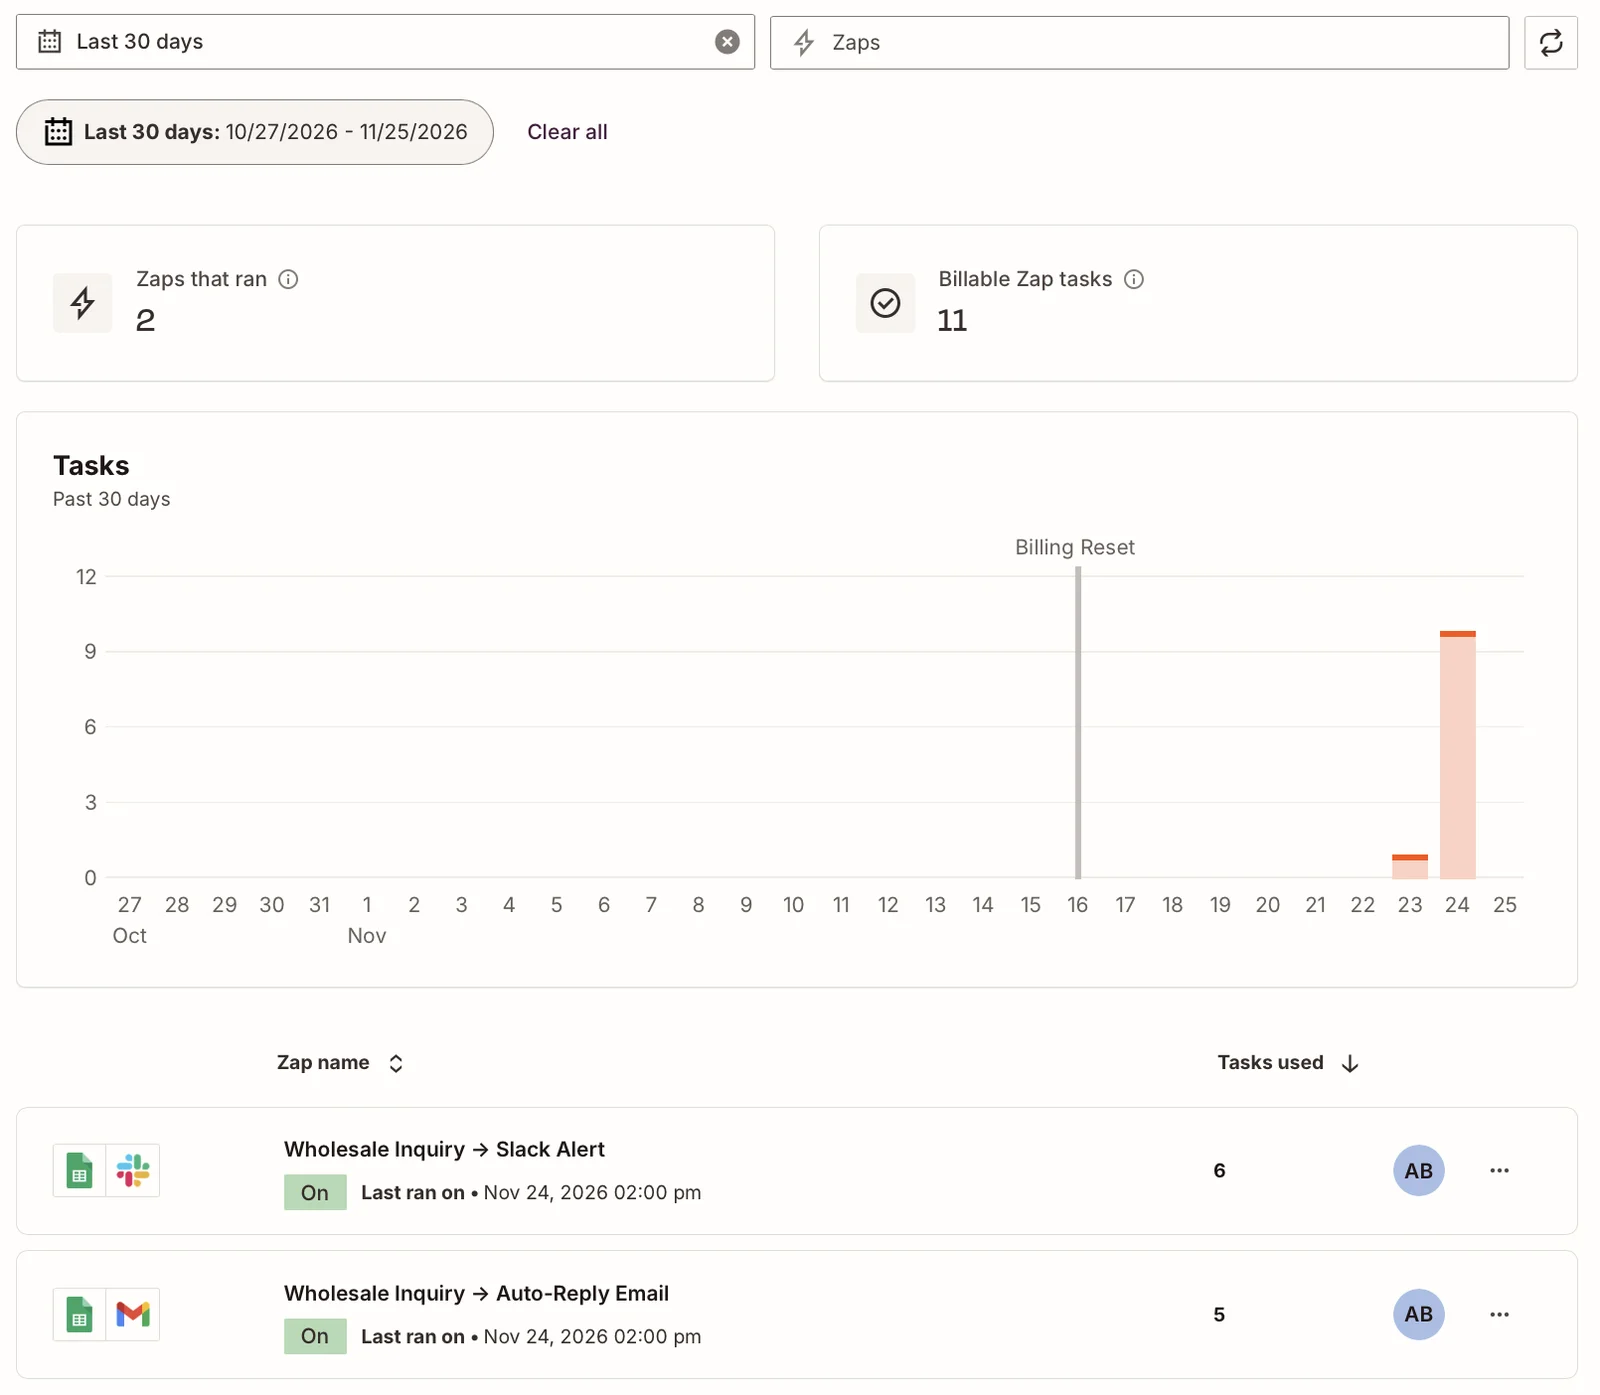 Last 30 days
Zaps
Last 30 days: 10/27/2026 - 11/25/2026
Clear all
Zaps that ran
2
Billable Zap tasks
11
Tasks
Past 30 days
Billing Reset
12
9
6
3
0
27 28 29 30 31 1 2 3 4 5 6 7 8 9 10 11 12 13 14 15 16 17 18 19 20 21 22 23 24 25
Oct Nov
Zap name Tasks used
Wholesale Inquiry → Slack Alert
On Last ran on • Nov 24, 2026 02:00 pm
6
AB
Wholesale Inquiry → Auto-Reply Email
On Last ran on • Nov 24, 2026 02:00 pm
5
AB